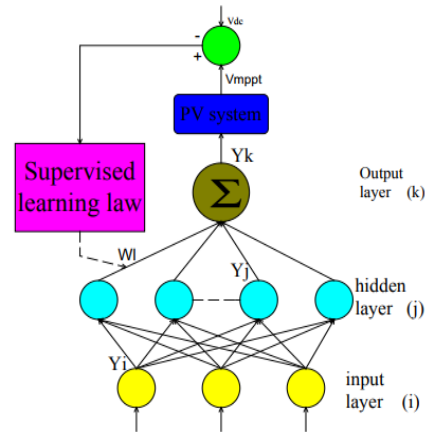 Vdc
-
+
Vmppt
PV system
Yk
Supervised
learning law
Σ
Output
layer (k)
Wl
Yj
hidden
layer (j)
Yi
input
layer (i)